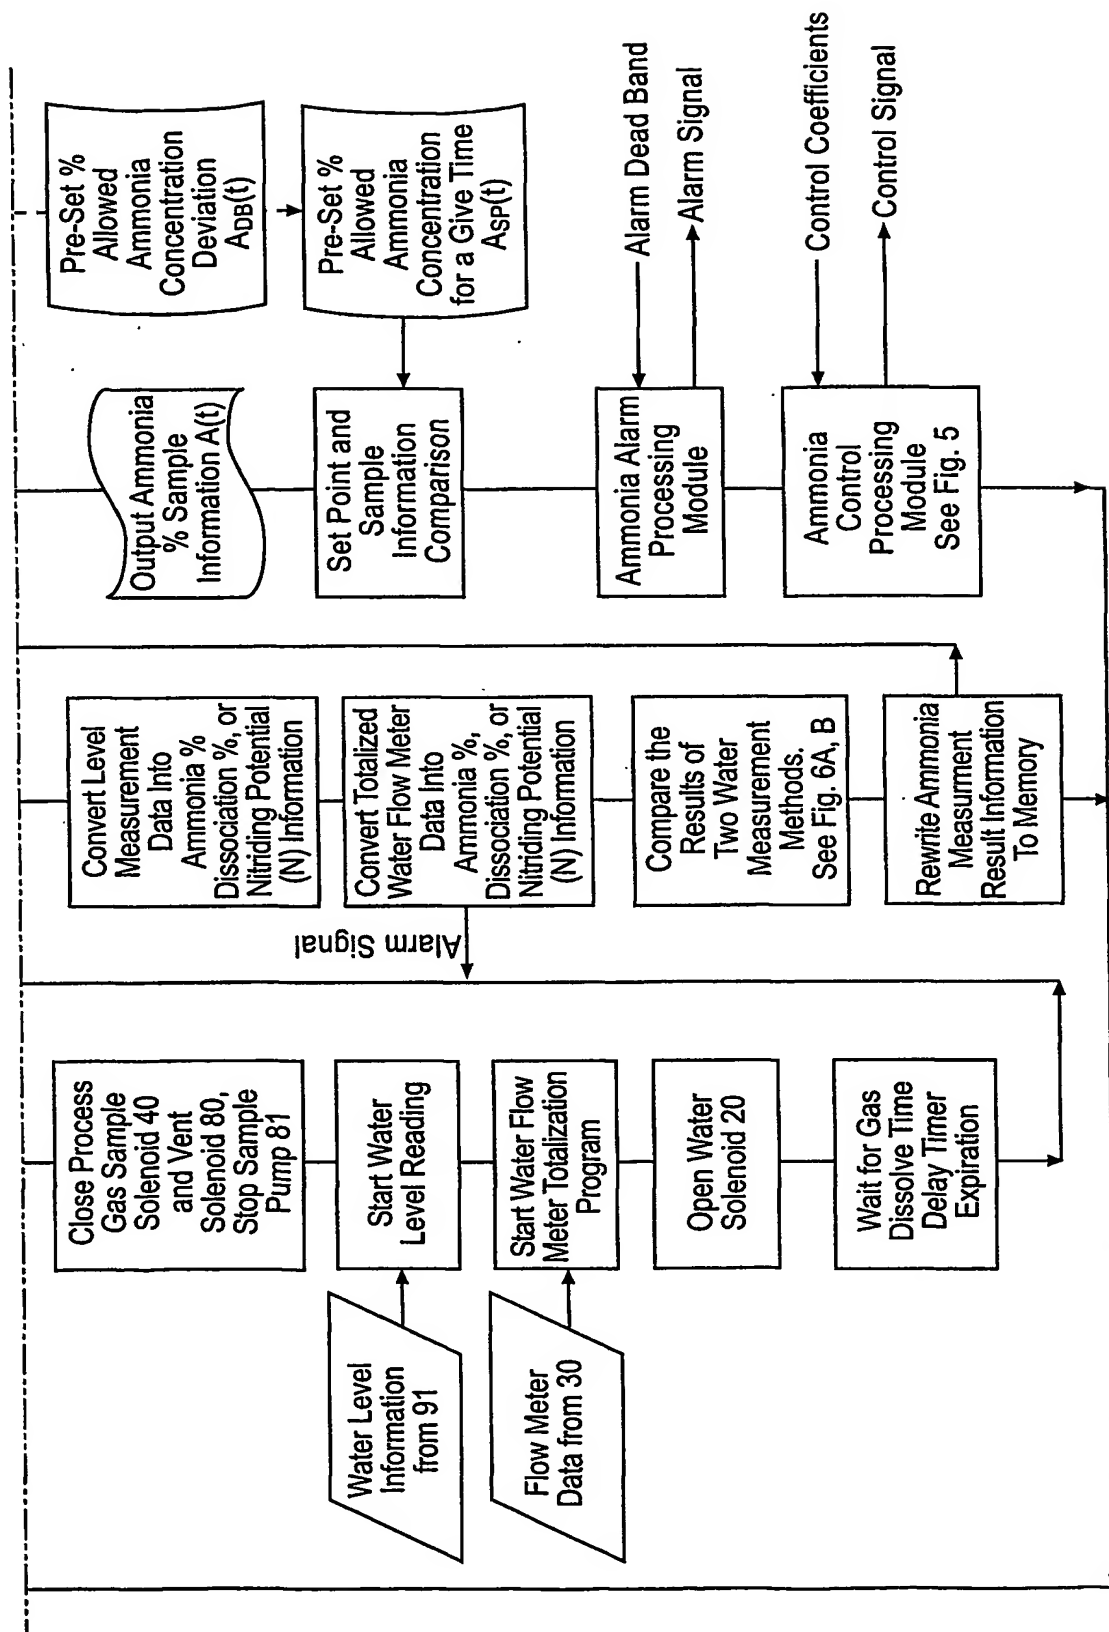 Close Process
Gas Sample
Solenoid 40
and Vent
Solenoid 80,
Stop Sample
Pump 81
Water Level
Information
from 91
Start Water
Level Reading
Flow Meter
Data from 30
Start Water Flow
Meter Totalization
Program
Open Water
Solenoid 20
Wait for Gas
Dissolve Time
Delay Timer
Expiration
Convert Level
Measurement
Data Into
Ammonia %
Dissociation %, or
Nitriding Potential
(N) Information
Convert Totalized
Water Flow Meter
Data Into
Ammonia %,
Dissociation %, or
Nitriding Potential
(N) Information
Alarm Signal
Compare the
Results of
Two Water
Measurement
Methods.
See Fig. 6A, B
Rewrite Ammonia
Measurment
Result Information
To Memory
Output Ammonia
% Sample
Information A(t)
Pre-Set %
Allowed
Ammonia
Concentration
Deviation
ADB(t)
Pre-Set %
Allowed
Ammonia
Concentration
for a Give Time
ASP(t)
Set Point and
Sample
Information
Comparison
Ammonia Alarm
Processing
Module
Alarm Dead Band
Alarm Signal
Ammonia
Control
Processing
Module
See Fig. 5
Control Coefficients
Control Signal